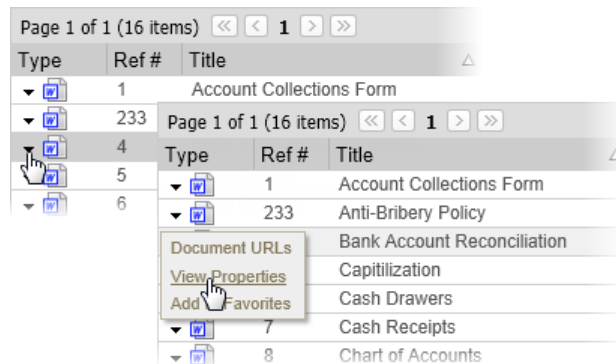 Page 1 of 1 (16 items) 1
Type Ref # Title
1 Account Collections Form
233
4
5
6
Page 1 of 1 (16 items) 1
Type Ref # Title
1 Account Collections Form
233 Anti-Bribery Policy
Bank Account Reconciliation
Document URLs
Capitilization
View Properties
Cash Drawers
Add Favorites
7 Cash Receipts
8 Chart of Accounts